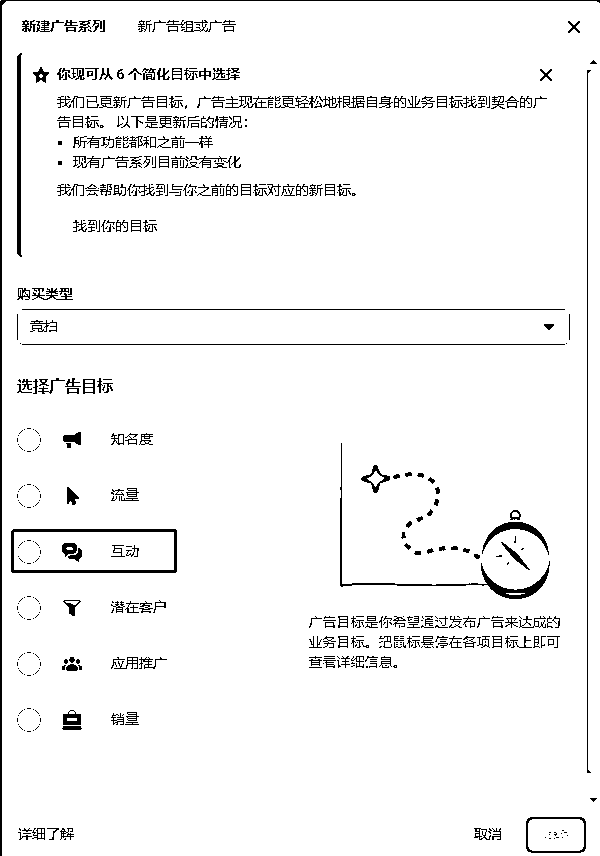 新建广告系列 新广告组或广告
你现可从 6 个简化目标中选择
我们已更新广告目标，广告主现在能更轻松地根据自身的业务目标找到契合的广
告目标。 以下是更新后的情况：
▪ 所有功能都和之前一样
▪ 现有广告系列目前没有变化
我们会帮助你找到与你之前的目标对应的新目标。
找到你的目标
购买类型
竞拍
选择广告目标
知名度
流量
互动
潜在客户
应用推广
销量
广告目标是你希望通过发布广告来达成的
业务目标。把鼠标悬停在各项目标上即可
查看详细信息。
详细了解 取消